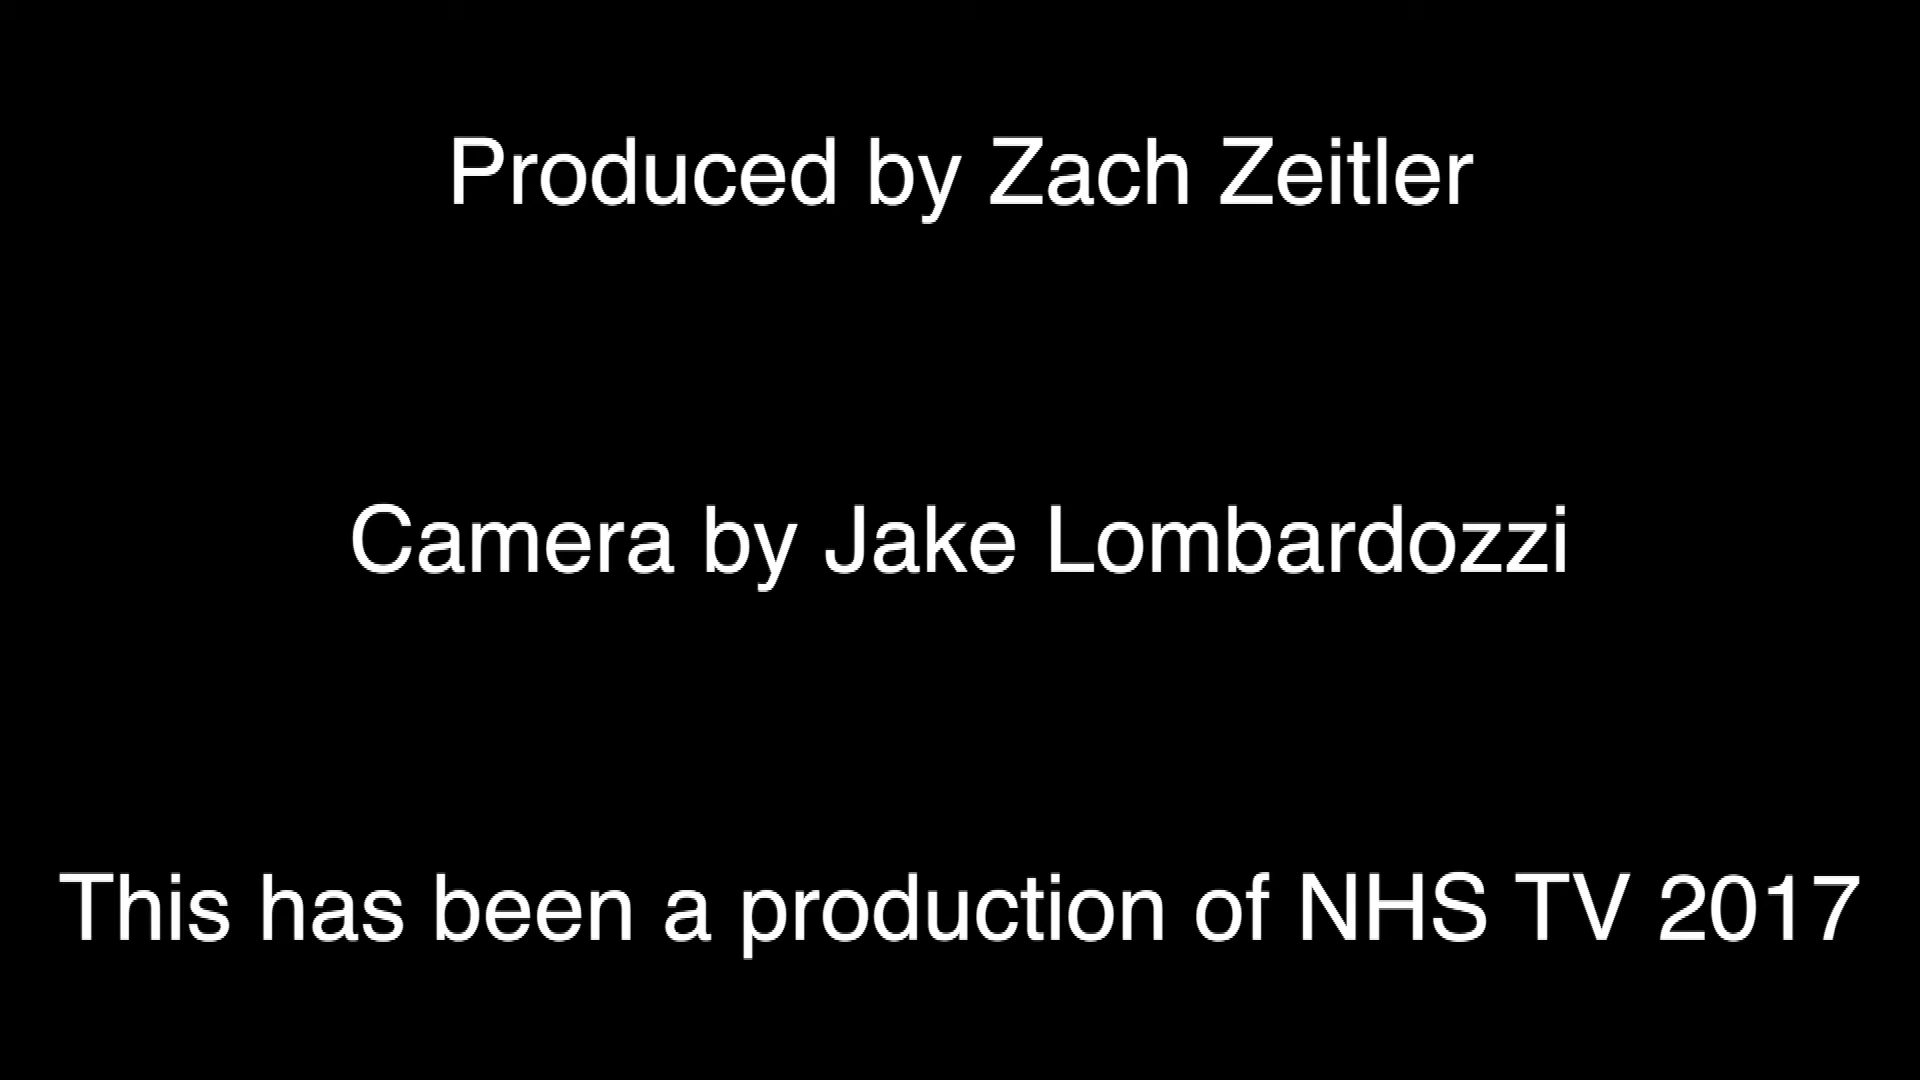 Produced by Zach Zeitler
Camera by Jake Lombardozzi
This has been a production of NHS TV 2017